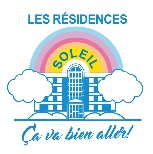 LES RÉSIDENCES
SOLEIL
Ça va bien aller!